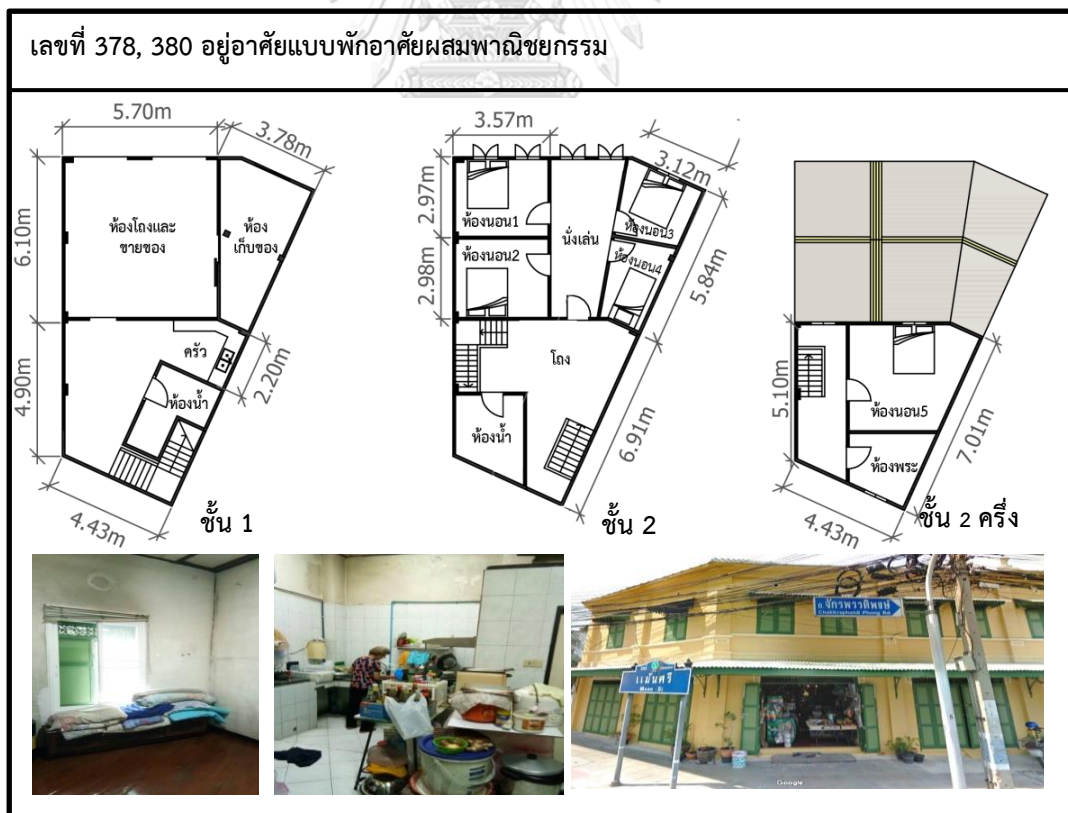 เลขที่ 378, 380 อยู่อาศัยแบบพักอาศัยผสมพาณิชยกรรม
5.70m
3.78m
6.10m
ห้องโถงและ
ขายของ
ห้อง
เก็บของ
4.90m
ครัว
ห้องน้ำ
2.20m
4.43m
ชั้น 1
3.57m
3.12m
2.97m
2.98m
ห้องนอน1
ห้องนอน2
นั่งเล่น
ห้องนอน3
ห้องนอน4
5.84m
โถง
ห้องน้ำ
6.91m
ชั้น 2
5.10m
ห้องนอน5
ห้องพระ
7.01m
4.43m
ชั้น 2 ครึ่ง
ถ.จักรพรรดิพงษ์
Chakkraphatdi Phong Rd
แม้นศรี
Maen Si
Google